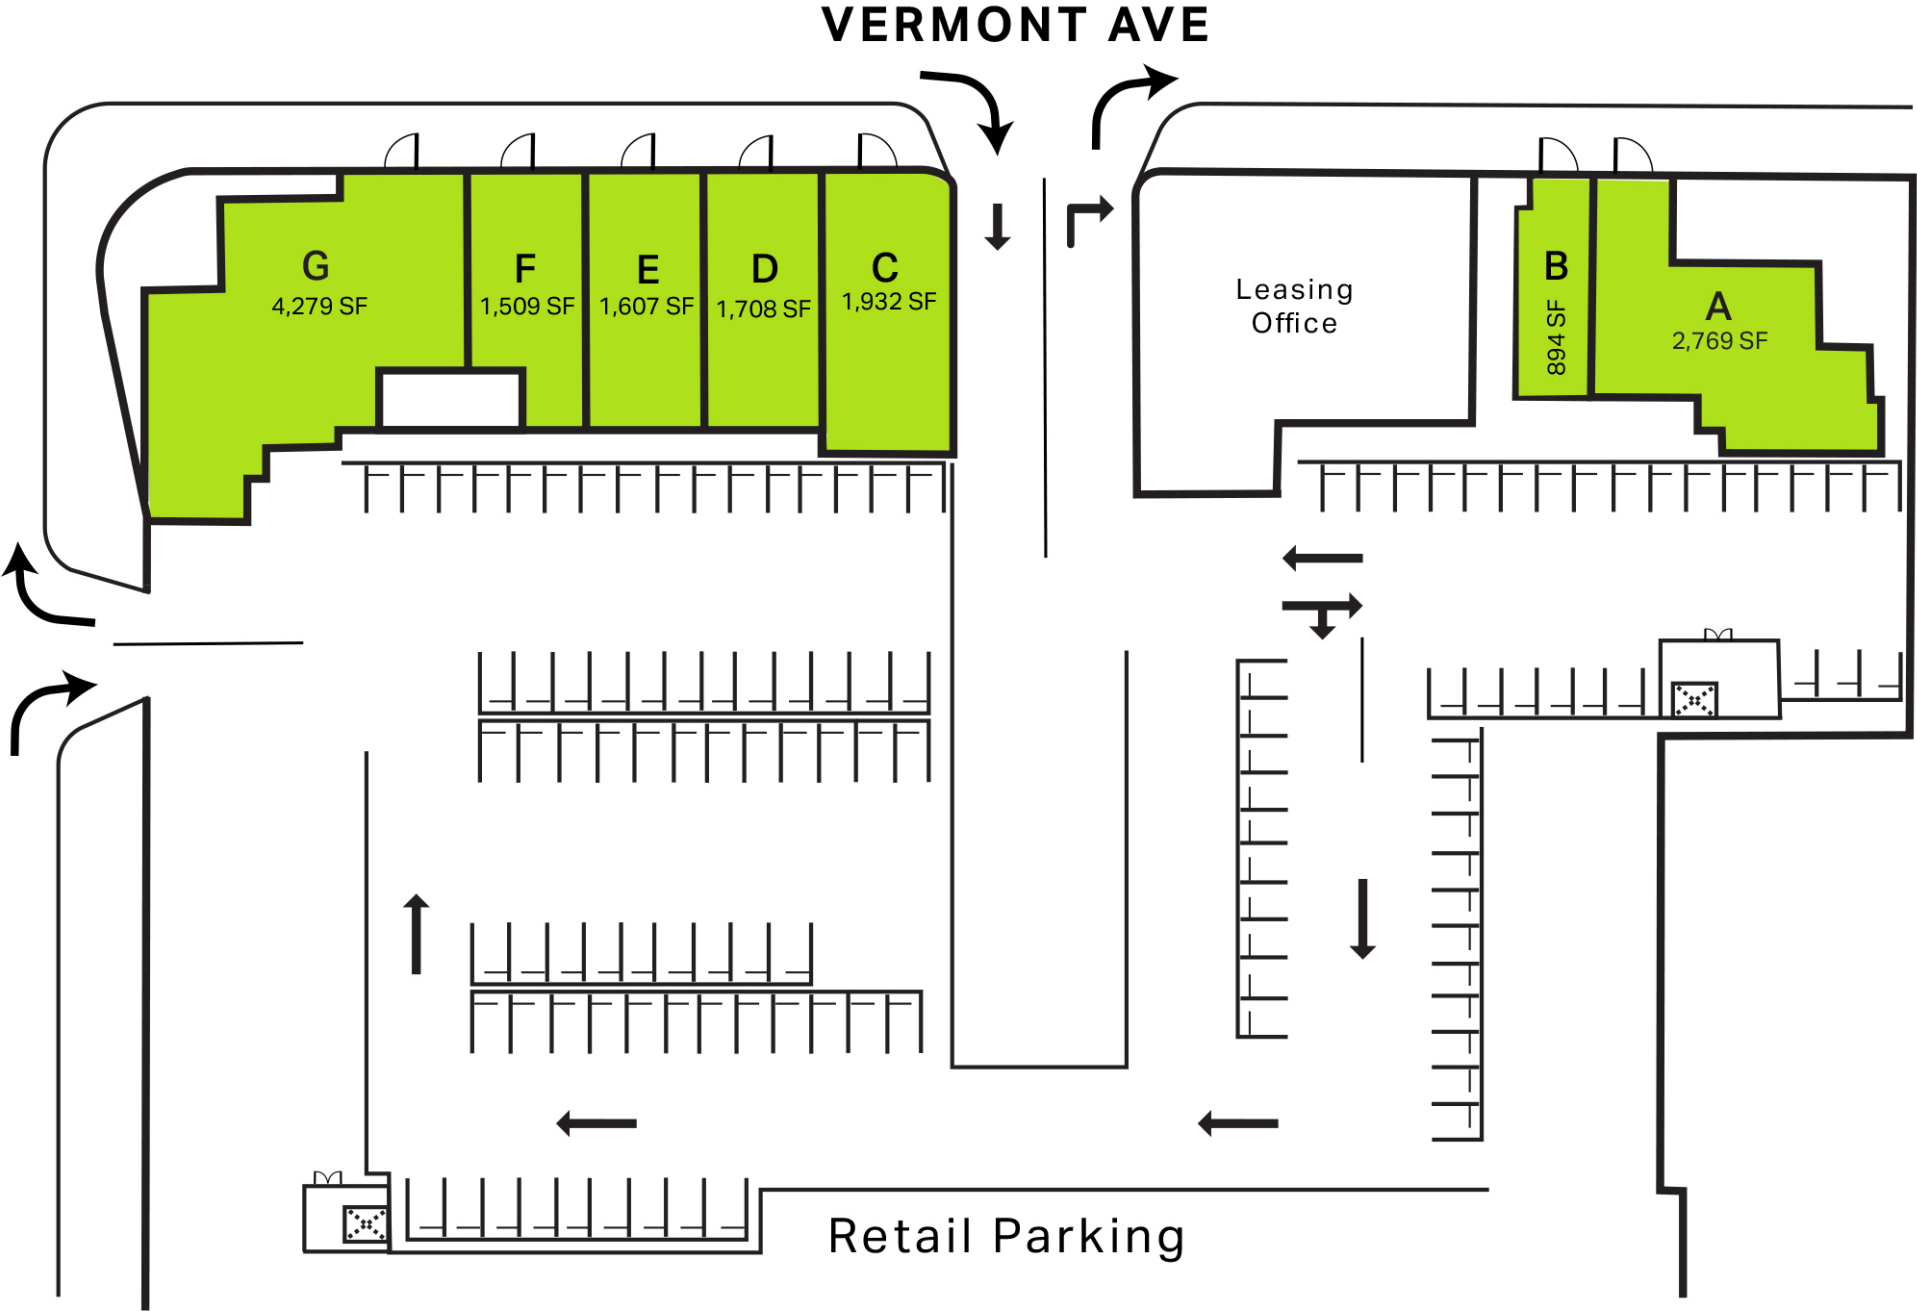 VERMONT AVE
G
4,279 SF
F
1,509 SF
E
1,607 SF
D
1,708 SF
C
1,932 SF
Leasing
Office
B
894 SF
A
2,769 SF
Retail Parking